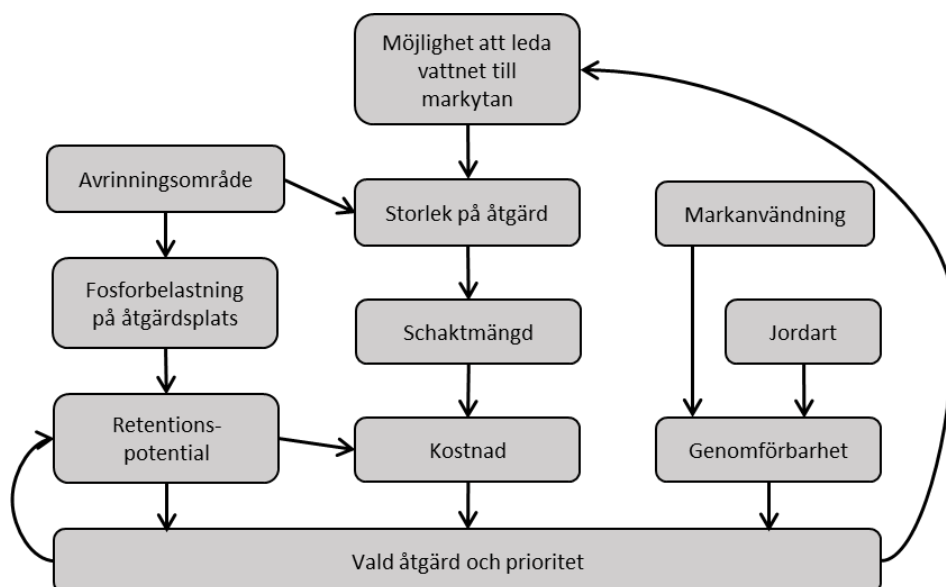 Möjlighet att leda
vattnet till
markytan
Avrinningsområde
Storlek på åtgärd
Markanvändning
Fosforbelastning
på åtgärdsplats
Schaktmängd
Jordart
Retentions-
potential
Kostnad
Genomförbarhet
Vald åtgärd och prioritet